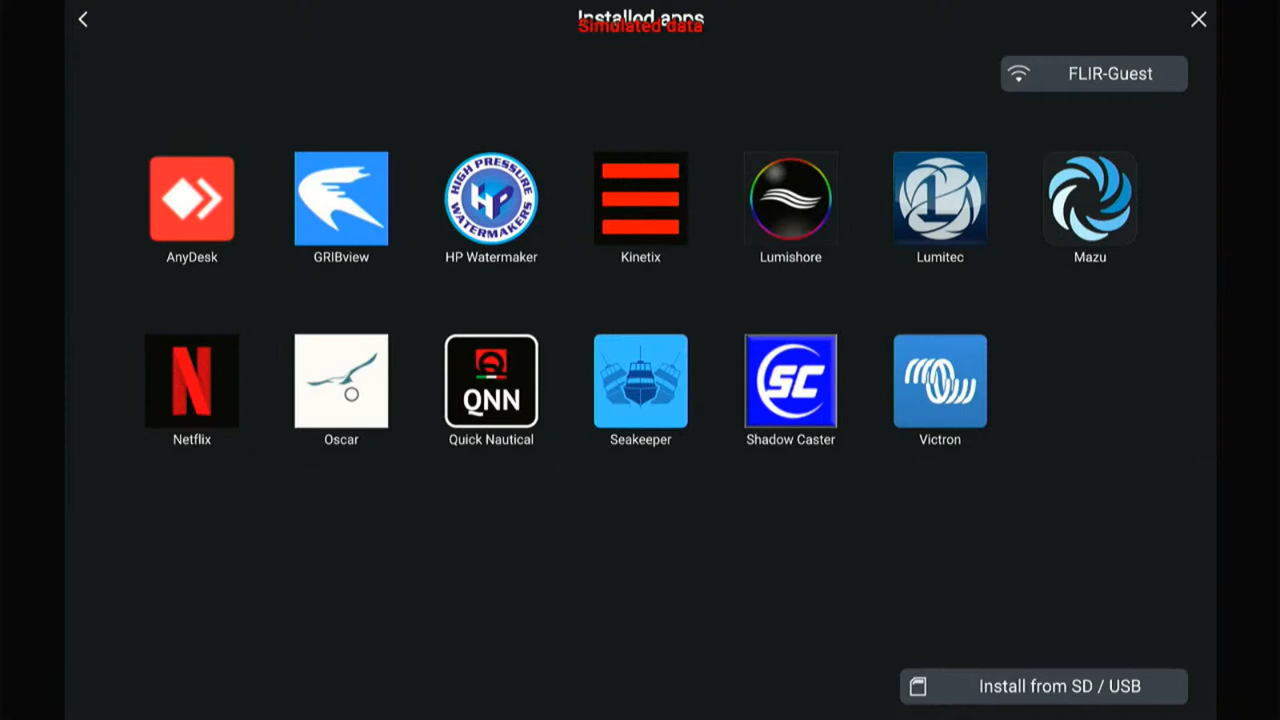 Installed apps
Simulated data
FLIR-Guest
HIGH PRESSURE
HP
WATERMAKERS
L
AnyDesk
GRIBview
HP Watermaker
Kinetix
Lumishore
Lumitec
Mazu
N
Q
QNN
SC
Netflix
Oscar
Quick Nautical
Seakeeper
Shadow Caster
Victron
Install from SD / USB